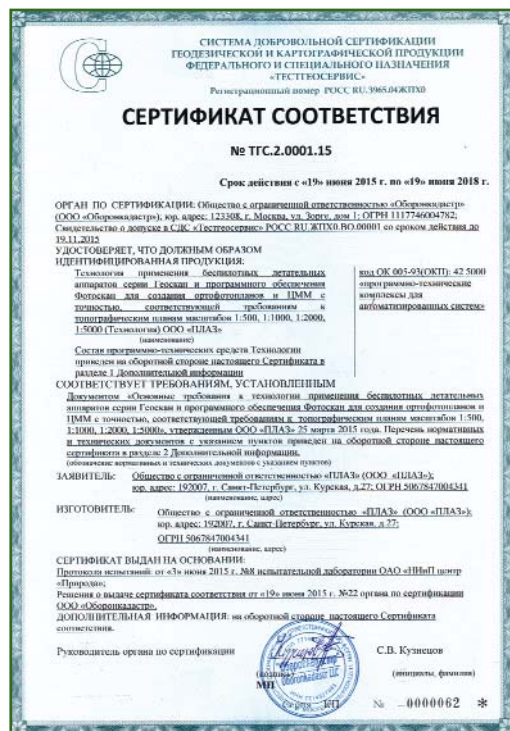 СИСТЕМА ДОБРОВОЛЬНОЙ СЕРТИФИКАЦИИ
ГЕОДЕЗИЧЕСКОЙ И КАРТОГРАФИЧЕСКОЙ ПРОДУКЦИИ
ФЕДЕРАЛЬНОГО И СПЕЦИАЛЬНОГО НАЗНАЧЕНИЯ
«ТЕСТГЕОСЕРВИС»
Регистрационный номер РОСС RU.3965.04ЖПХ0
СЕРТИФИКАТ СООТВЕТСТВИЯ
№ ТГС.2.0001.15
Срок действия с «19» июня 2015 г. по «19» июня 2018 г.
ОРГАН ПО СЕРТИФИКАЦИИ: Общество с ограниченной ответственностью «Оборонкадастр»
(ООО «Оборонкадастр»); юр. адрес: 123308, г. Москва, ул. Зорге, дом 1; ОГРН 1117746004782;
Свидетельство о допуске в СДС «Тестгеосервис» РОСС RU.ЖПХ0.ВО.00001 со сроком действия до
19.11.2015
УДОСТОВЕРЯЕТ, ЧТО ДОЛЖНЫМ ОБРАЗОМ
ИДЕНТИФИЦИРОВАННАЯ ПРОДУКЦИЯ:
Технология применения беспилотных летательных
аппаратов серии Геоскан и программного обеспечения
Фотоскан для создания ортофотопланов и ЦММ с
точностью, соответствующей требованиям к
топографическим планам масштабов 1:500, 1:1000, 1:2000,
1:5000 (Технология) ООО «ПЛАЗ»
(наименование)
Состав программно-технических средств Технологии
приведен на оборотной стороне настоящего Сертификата в
разделе 1 Дополнительной информации
код ОК 005-93(ОКП): 42 5000
«программно-технические
комплексы для
автоматизированных систем»
СООТВЕТСТВУЕТ ТРЕБОВАНИЯМ, УСТАНОВЛЕННЫМ
Документом «Основные требования к технологии применения беспилотных летательных
аппаратов серии Геоскан и программного обеспечения Фотоскан для создания ортофотопланов и
ЦММ с точностью, соответствующей требованиям к топографическим планам масштабов 1:500,
1:1000, 1:2000, 1:5000», утвержденным ООО «ПЛАЗ» 25 марта 2015 года. Перечень нормативных
и технических документов с указанием пунктов приведен на оборотной стороне настоящего
сертификата в разделе 2 Дополнительной информации.
(обозначение нормативных и технических документов с указанием пунктов)
ЗАЯВИТЕЛЬ: Общество с ограниченной ответственностью «ПЛАЗ» (ООО «ПЛАЗ»);
юр. адрес: 192007, г. Санкт-Петербург, ул. Курская, д.27; ОГРН 5067847004341
(наименование, адрес)
ИЗГОТОВИТЕЛЬ: Общество с ограниченной ответственностью «ПЛАЗ» (ООО «ПЛАЗ»);
юр. адрес: 192007, г. Санкт-Петербург, ул. Курская, д.27;
ОГРН 5067847004341
(наименование, адрес)
СЕРТИФИКАТ ВЫДАН НА ОСНОВАНИИ:
Протокола испытаний: от «3» июня 2015 г. №8 испытательной лаборатории ОАО «НИиП центр
«Природа»;
Решения о выдаче сертификата соответствия от «19» июня 2015 г. №22 органа по сертификации
ООО «Оборонкадастр».
ДОПОЛНИТЕЛЬНАЯ ИНФОРМАЦИЯ: на оборотной стороне настоящего Сертификата
соответствия.
Руководитель органа по сертификации
С.В. Кузнецов
(подпись)
(инициалы, фамилия)
МП
№ 0000062 *